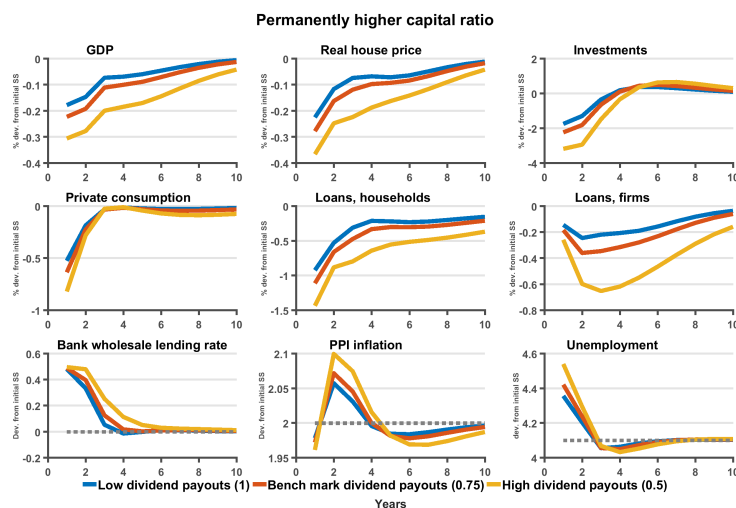 Permanently higher capital ratio
GDP
Real house price
Investments
% dev. from initial SS
0
-0.1
-0.2
-0.3
-0.4
0 2 4 6 8 10
% dev. from initial SS
0
-0.1
-0.2
-0.3
-0.4
0 2 4 6 8 10
% dev. from initial SS
2
0
-2
-4
0 2 4 6 8 10
Private consumption
Loans, households
Loans, firms
% dev. from initial SS
0
-0.5
-1
0 2 4 6 8 10
% dev. from initial SS
0
-0.5
-1
-1.5
0 2 4 6 8 10
% dev. from initial SS
0
-0.2
-0.4
-0.6
-0.8
0 2 4 6 8 10
Bank wholesale lending rate
PPI inflation
Unemployment
Dev. from initial SS
0.6
0.4
0.2
0
-0.2
0 2 4 6 8 10
Dev. from initial SS
2.1
2.05
2
1.95
0 2 4 6 8 10
dev. from initial SS
4.6
4.4
4.2
4
0 2 4 6 8 10
Low dividend payouts (1)
Bench mark dividend payouts (0.75)
High dividend payouts (0.5)
Years